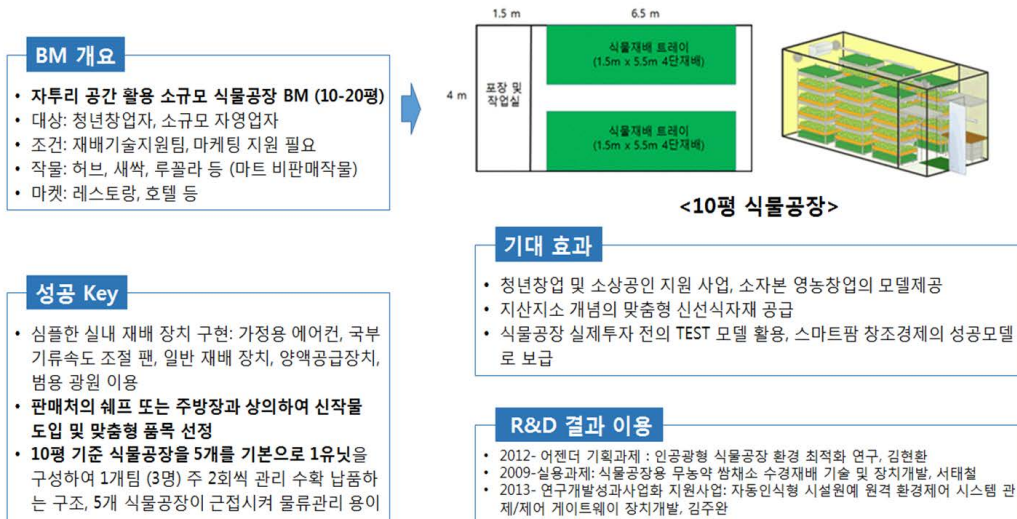 BM 개요
• 자투리 공간 활용 소규모 식물공장 BM (10-20평)
• 대상: 청년창업자, 소규모 자영업자
• 조건: 재배기술지원팀, 마케팅 지원 필요
• 작물: 허브, 새싹, 루꼴라 등 (마트 비판매작물)
• 마켓: 레스토랑, 호텔 등
1.5 m
6.5 m
4 m
포장 및
작업실
식물재배 트레이
(1.5m x 5.5m 4단재배)
식물재배 트레이
(1.5m x 5.5m 4단재배)
<10평 식물공장>
성공 Key
• 심플한 실내 재배 장치 구현: 가정용 에어컨, 국부
기류속도 조절 팬, 일반 재배 장치, 양액공급장치,
범용 광원 이용
• 판매처의 쉐프 또는 주방장과 상의하여 신작물
도입 및 맞춤형 품목 선정
• 10평 기준 식물공장을 5개를 기본으로 1유닛을
구성하여 1개팀 (3명) 주 2회씩 관리 수확 납품하
는 구조, 5개 식물공장이 근접시켜 물류관리 용이
기대 효과
• 청년창업 및 소상공인 지원 사업, 소자본 영농창업의 모델제공
• 지산지소 개념의 맞춤형 신선식자재 공급
• 식물공장 실제투자 전의 TEST 모델 활용, 스마트팜 창조경제의 성공모델
로 보급
R&D 결과 이용
• 2012- 어젠더 기획과제 : 인공광형 식물공장 환경 최적화 연구, 김현환
• 2009-실용과제: 식물공장용 무농약 쌈채소 수경재배 기술 및 장치개발, 서태철
• 2013- 연구개발성과사업화 지원사업: 자동인식형 시설원예 원격 환경제어 시스템 관
제/제어 게이트웨이 장치개발, 김주완